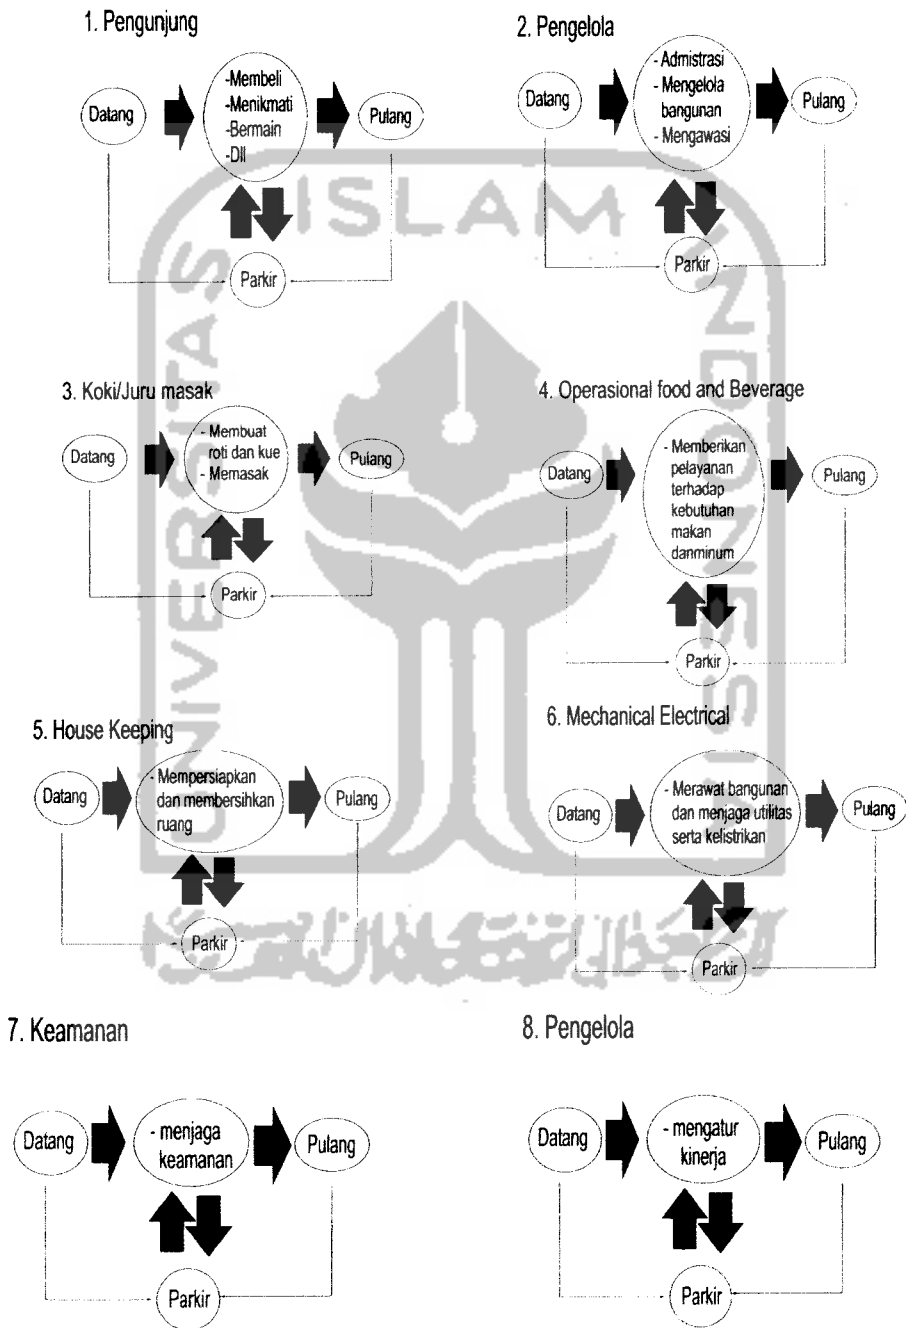 1. Pengunjung
Datang
-Membeli
-Menikmati
-Bermain
-Dll
Pulang
Parkir
2. Pengelola
Datang
- Admistrasi
- Mengelola
bangunan
- Mengawasi
Pulang
Parkir
3. Koki/Juru masak
Datang
- Membuat
roti dan kue
- Memasak
Pulang
Parkir
4. Operasional food and Beverage
Datang
- Memberikan
pelayanan
terhadap
kebutuhan
makan
danminum
Pulang
Parkir
5. House Keeping
Datang
- Mempersiapkan
dan membersihkan
ruang
Pulang
Parkir
6. Mechanical Electrical
Datang
- Merawat bangunan
dan menjaga utilitas
serta kelistrikan
Pulang
Parkir
7. Keamanan
Datang
- menjaga
keamanan
Pulang
Parkir
8. Pengelola
Datang
- mengatur
kinerja
Pulang
Parkir
UNIVERSITAS
ISLAM
INDONESIA